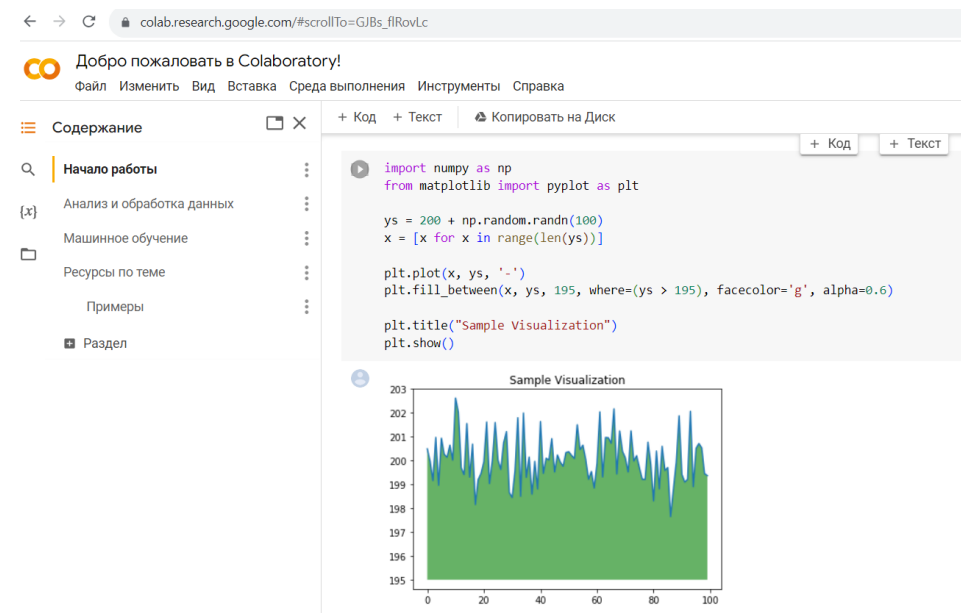 colab.research.google.com/#scrollTo=GJBs_flRovLc
Добро пожаловать в Colaboratory!
Файл Изменить Вид Вставка Среда выполнения Инструменты Справка
Содержание
+ Код + Текст Копировать на Диск
+ Код + Текст
Начало работы
{x}
Анализ и обработка данных
Машинное обучение
Ресурсы по теме
Примеры
Раздел
import numpy as np
from matplotlib import pyplot as plt
ys = 200 + np.random.randn(100)
x = [x for x in range(len(ys))]
plt.plot(x, ys, '-')
plt.fill_between(x, ys, 195, where=(ys > 195), facecolor='g', alpha=0.6)
plt.title("Sample Visualization")
plt.show()
Sample Visualization
203
202
201
200
199
198
197
196
195
0 20 40 60 80 100